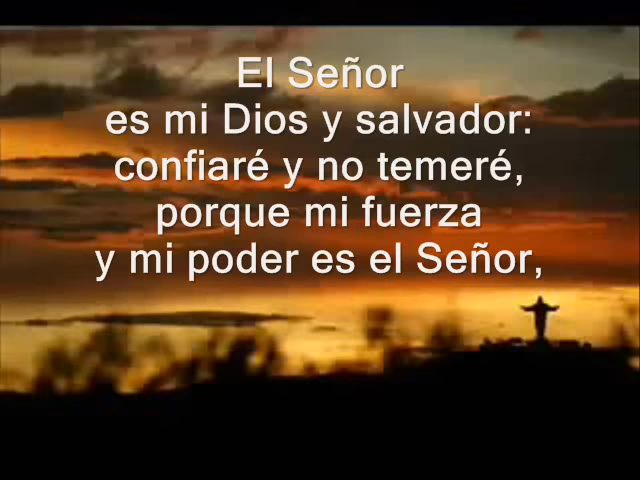 El Señor
es mi Dios y salvador:
confiaré y no temeré,
porque mi fuerza
y mi poder es el Señor,